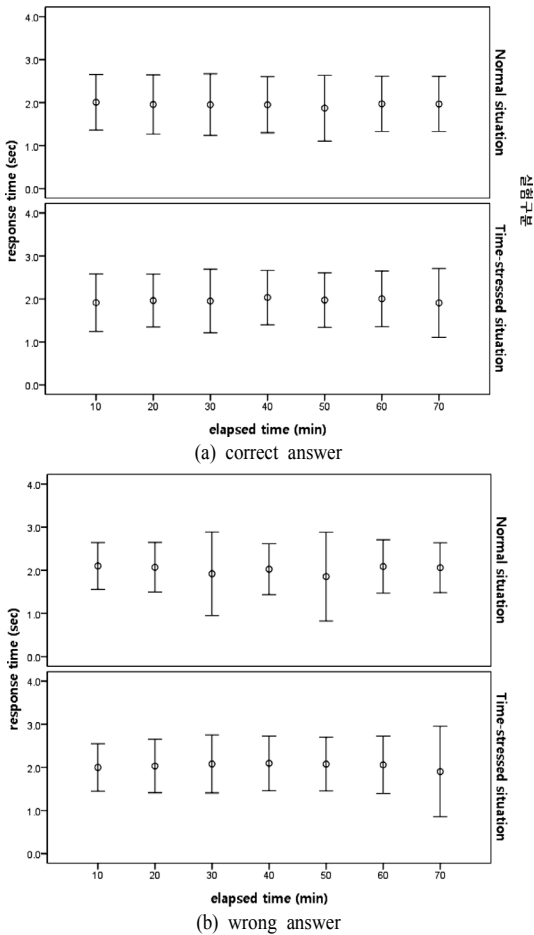 4.0
3.0
2.0
1.0
0.0
Normal situation
4.0
3.0
2.0
1.0
0.0
Time-stressed situation
response time (sec)
실험구분
10 20 30 40 50 60 70
elapsed time (min)
(a) correct answer
4.0
3.0
2.0
1.0
0.0
Normal situation
4.0
3.0
2.0
1.0
0.0
Time-stressed situation
response time (sec)
10 20 30 40 50 60 70
elapsed time (min)
(b) wrong answer